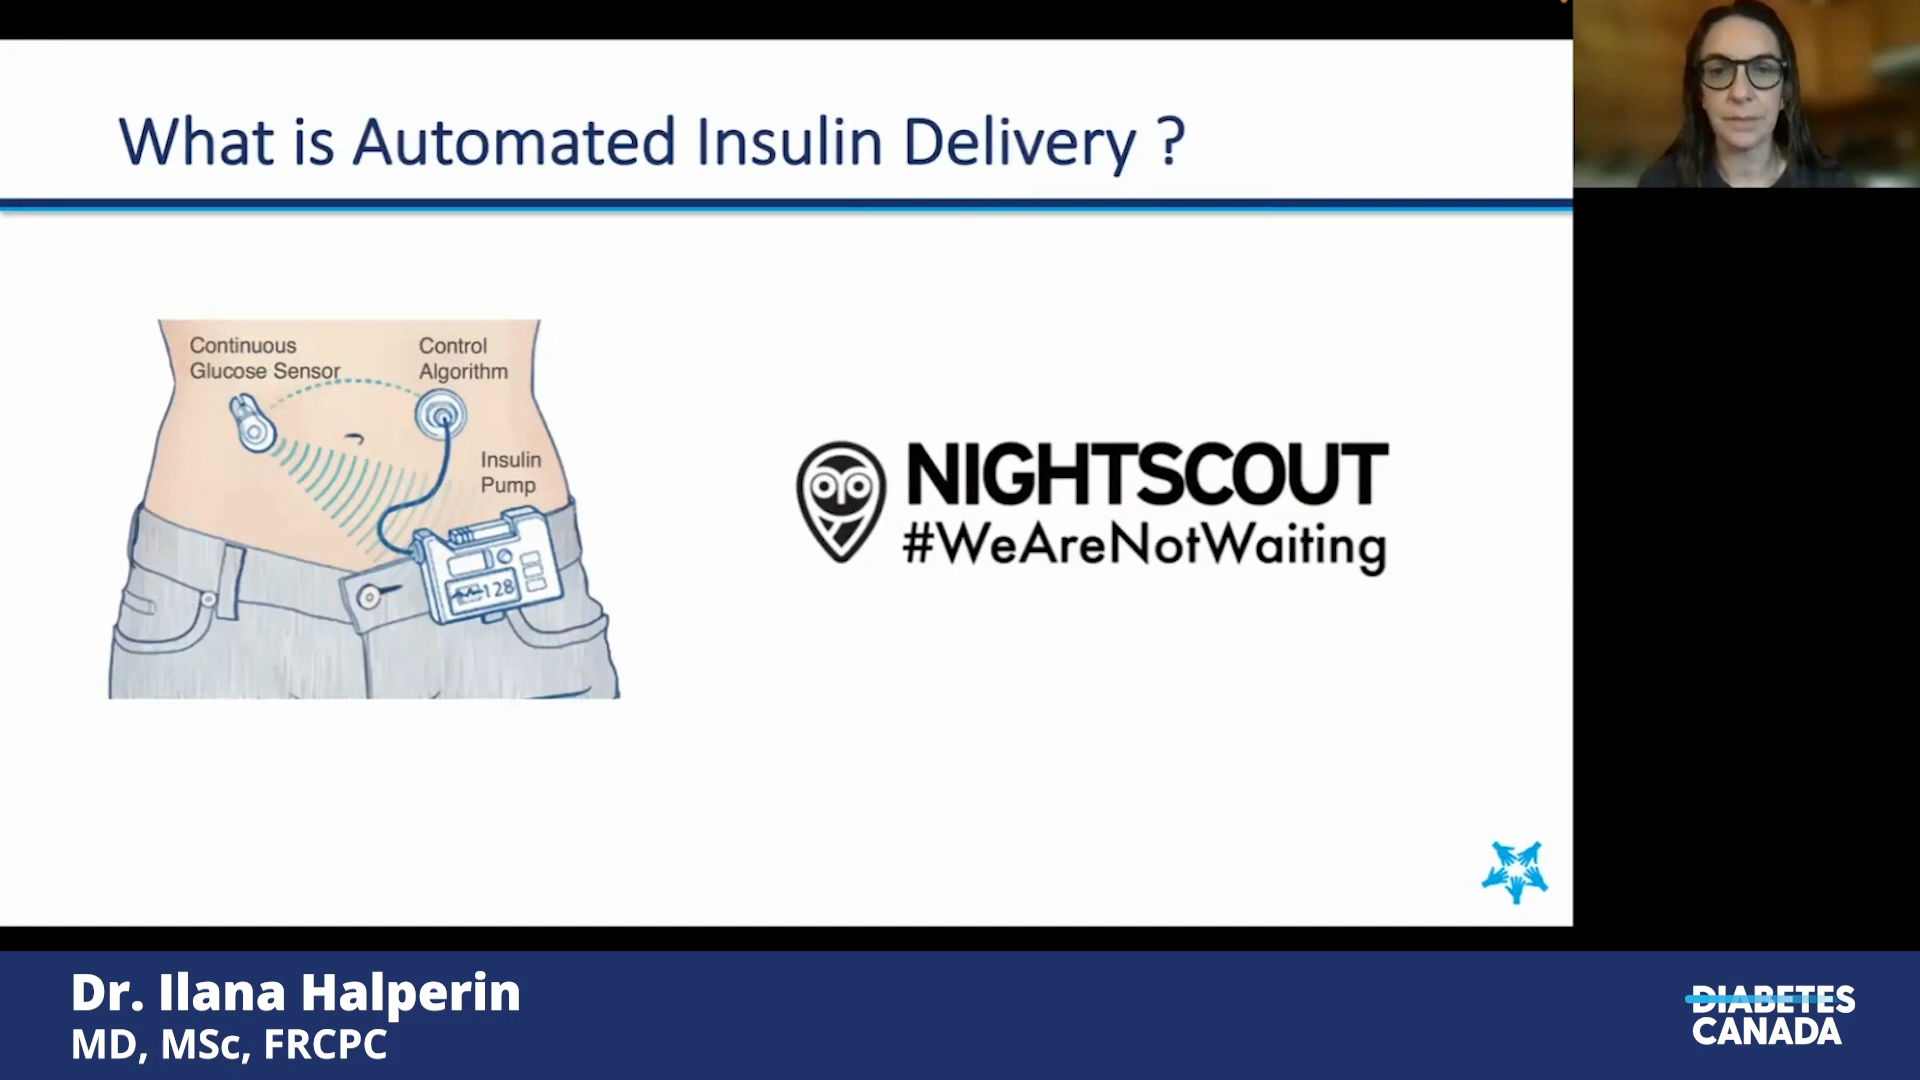 What is Automated Insulin Delivery ?
Continuous
Glucose Sensor
Control
Algorithm
Insulin
Pump
128
NIGHTSCOUT
#WeAreNotWaiting
Dr. Ilana Halperin
MD, MSc, FRCPC
DIABETES
CANADA